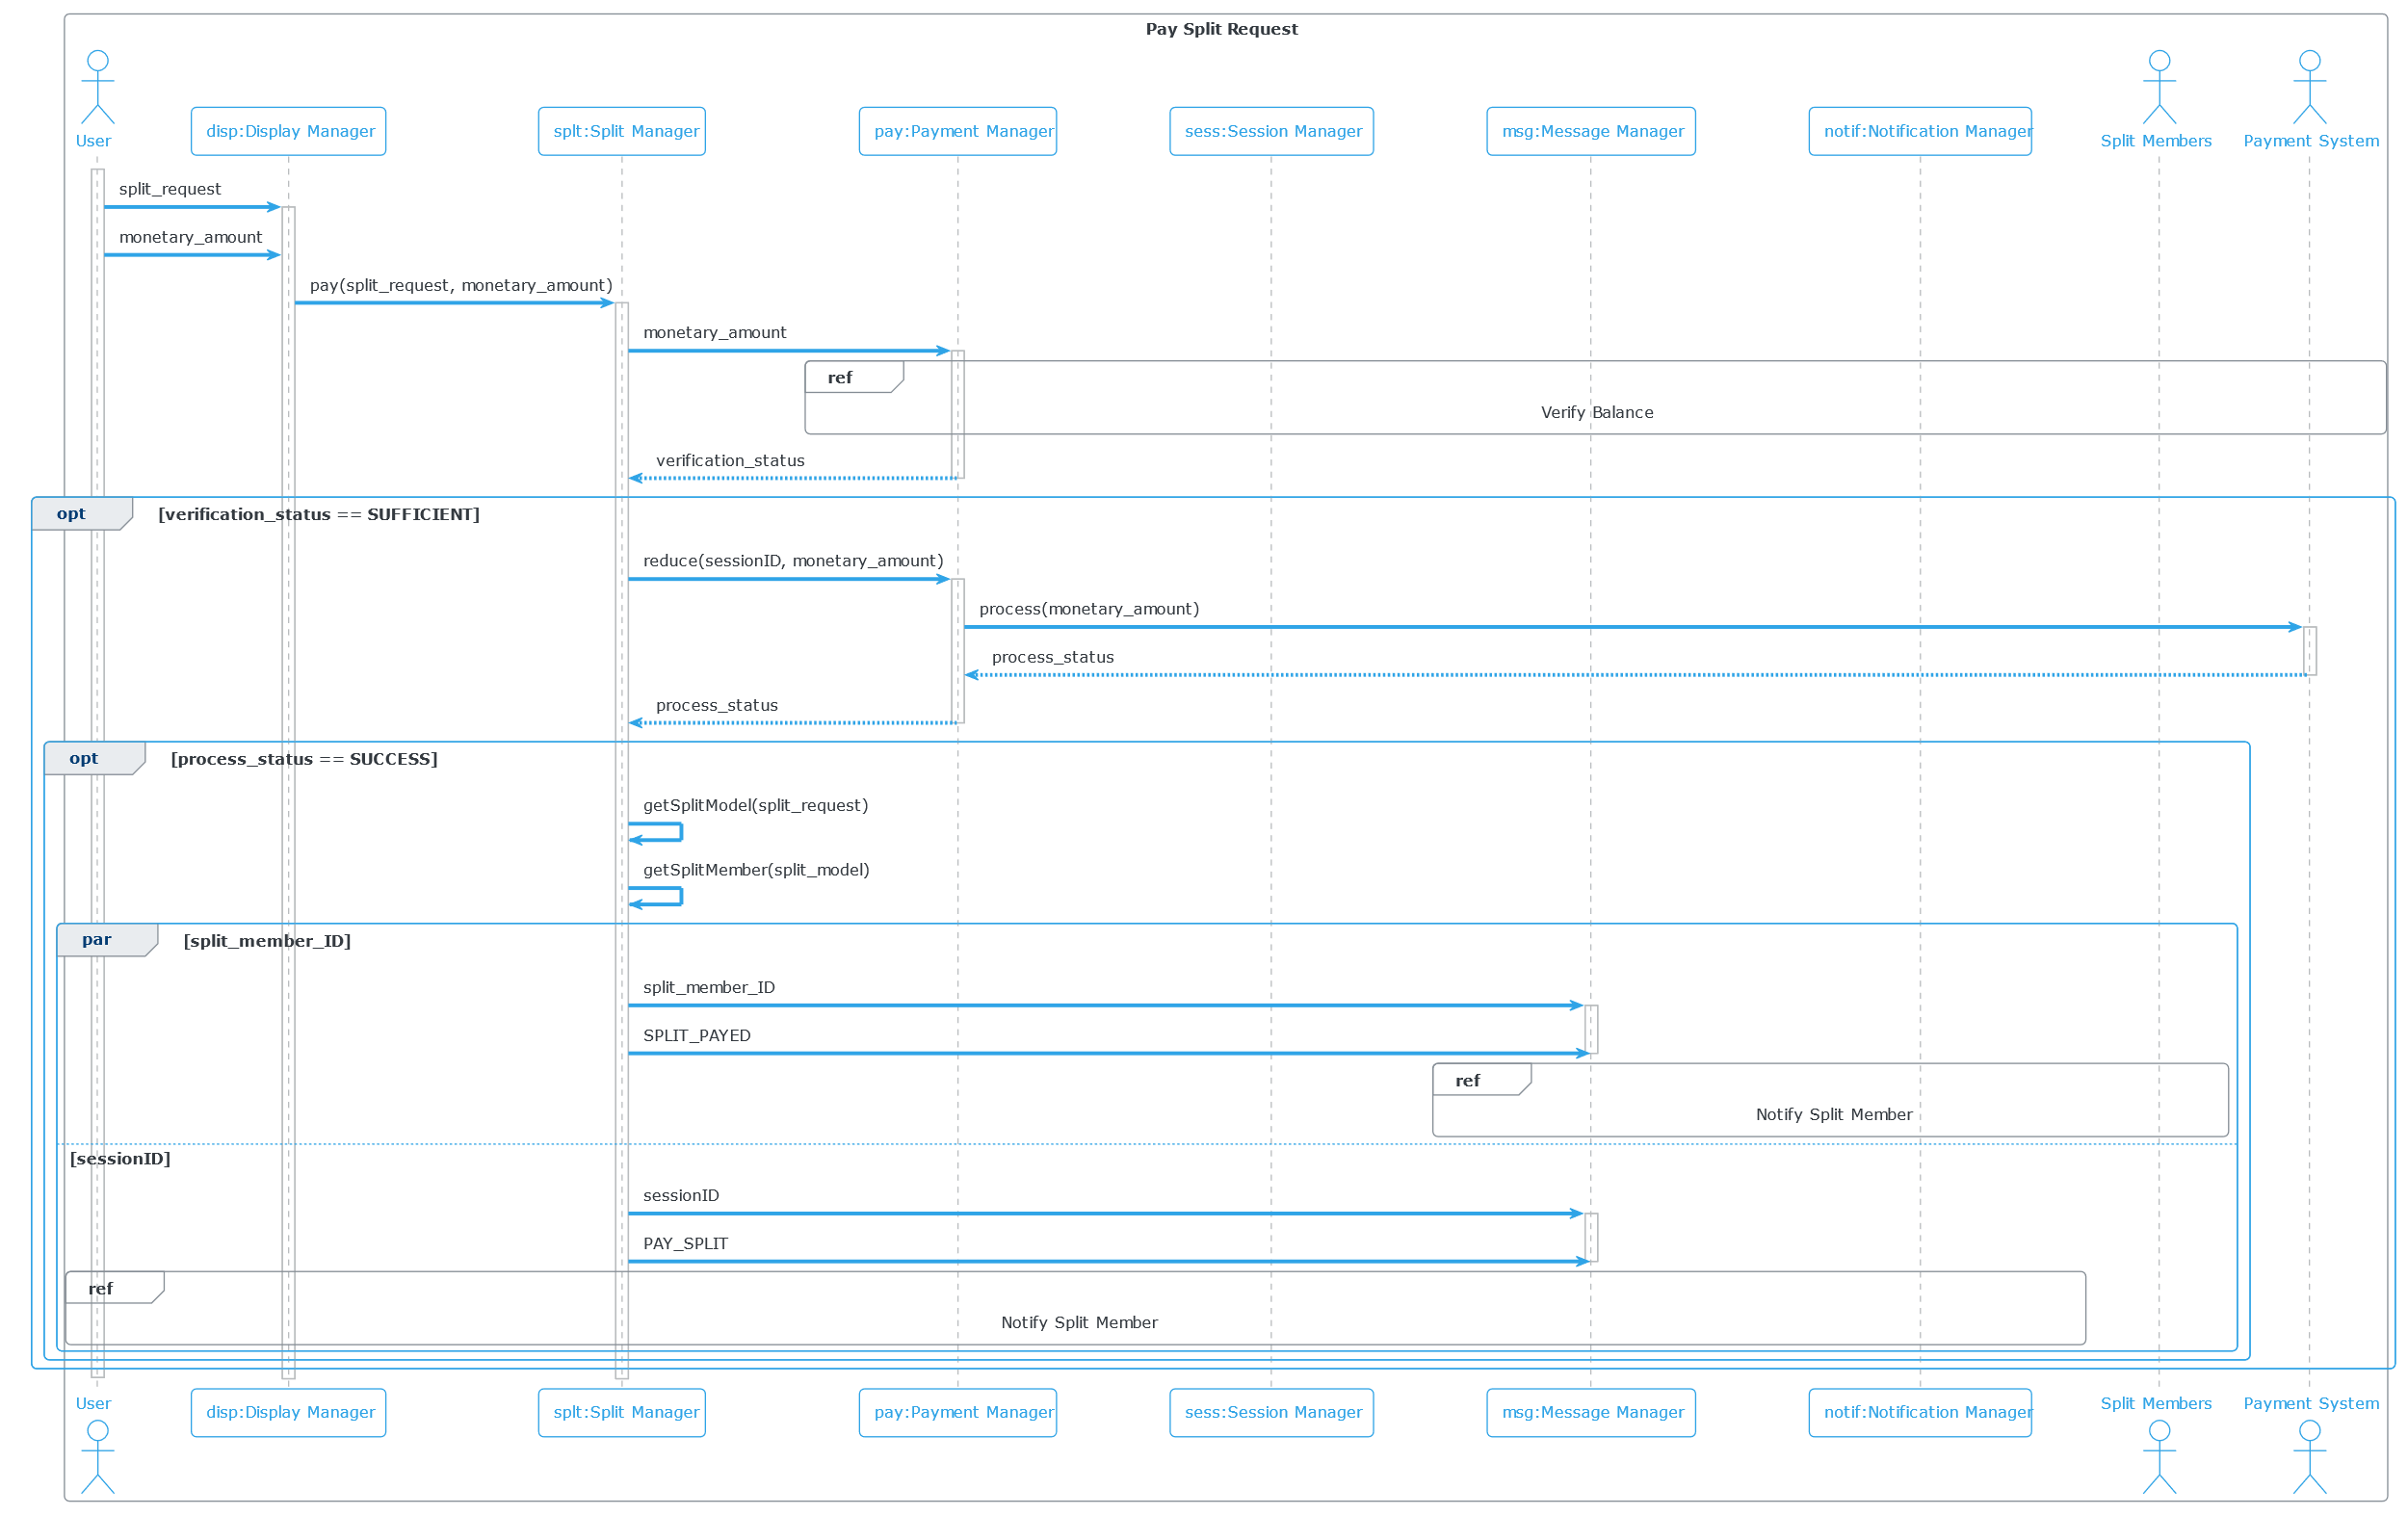 Pay Split Request
User
disp:Display Manager
splt:Split Manager
pay:Payment Manager
sess:Session Manager
msg:Message Manager
notif:Notification Manager
Split Members
Payment System
split_request
monetary_amount
pay(split_request, monetary_amount)
monetary_amount
ref
Verify Balance
verification_status
opt
[verification_status == SUFFICIENT]
reduce(sessionID, monetary_amount)
process(monetary_amount)
process_status
process_status
opt
[process_status == SUCCESS]
getSplitModel(split_request)
getSplitMember(split_model)
par
[split_member_ID]
split_member_ID
SPLIT_PAYED
ref
Notify Split Member
[sessionID]
sessionID
PAY_SPLIT
ref
Notify Split Member
User
disp:Display Manager
splt:Split Manager
pay:Payment Manager
sess:Session Manager
msg:Message Manager
notif:Notification Manager
Split Members
Payment System